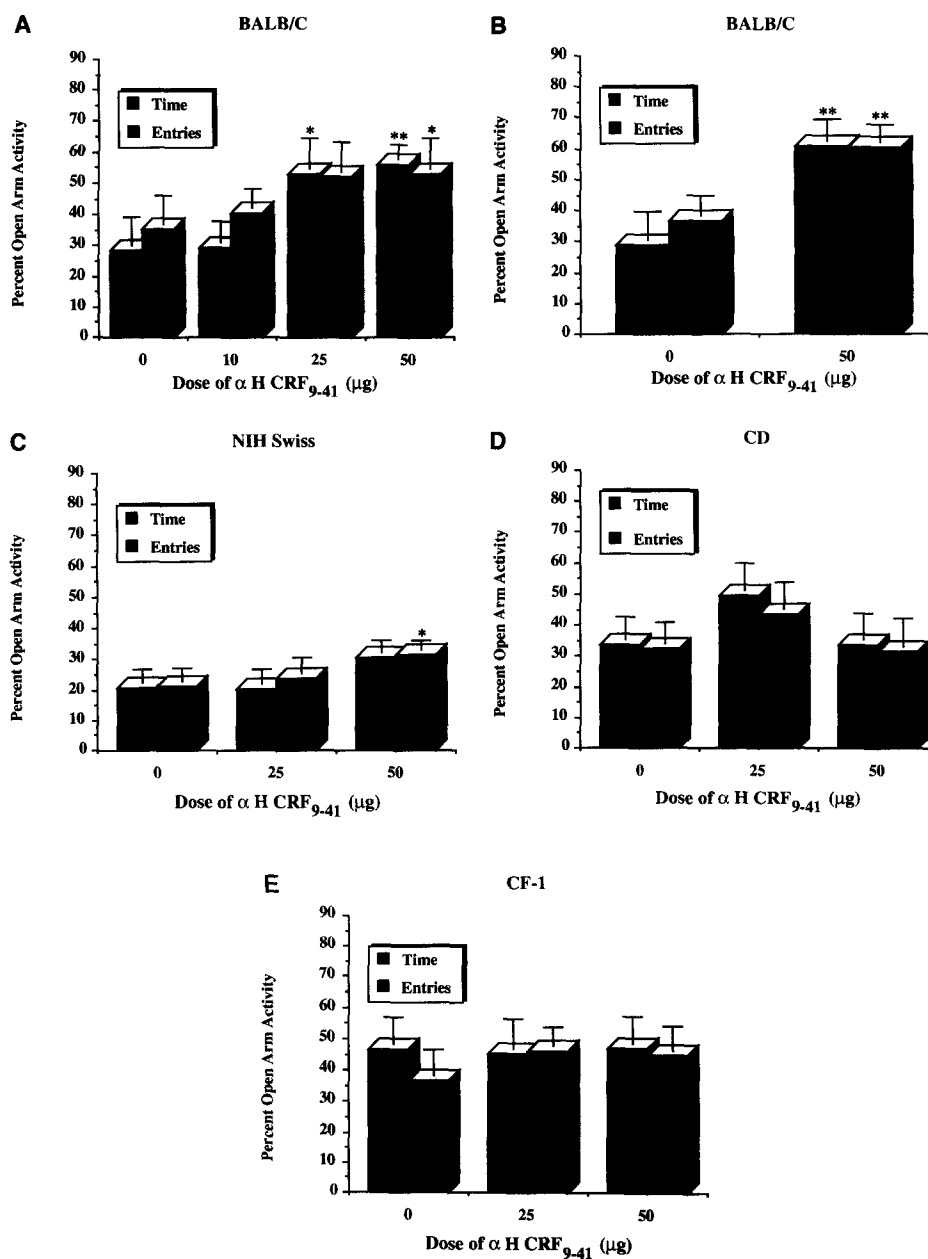 A
BALB/C
90
80
70
60
50
40
30
20
10
0
Percent Open Arm Activity
Time
Entries
*
**
*
0 10 25 50
Dose of α H CRF9-41 (μg)
B
BALB/C
90
80
70
60
50
40
30
20
10
0
Percent Open Arm Activity
Time
Entries
**
**
0 50
Dose of α H CRF9-41 (μg)
C
NIH Swiss
90
80
70
60
50
40
30
20
10
0
Percent Open Arm Activity
Time
Entries
*
0 25 50
Dose of α H CRF9-41 (μg)
D
CD
90
80
70
60
50
40
30
20
10
0
Percent Open Arm Activity
Time
Entries
0 25 50
Dose of α H CRF9-41 (μg)
E
CF-1
90
80
70
60
50
40
30
20
10
0
Percent Open Arm Activity
Time
Entries
0 25 50
Dose of α H CRF9-41 (μg)